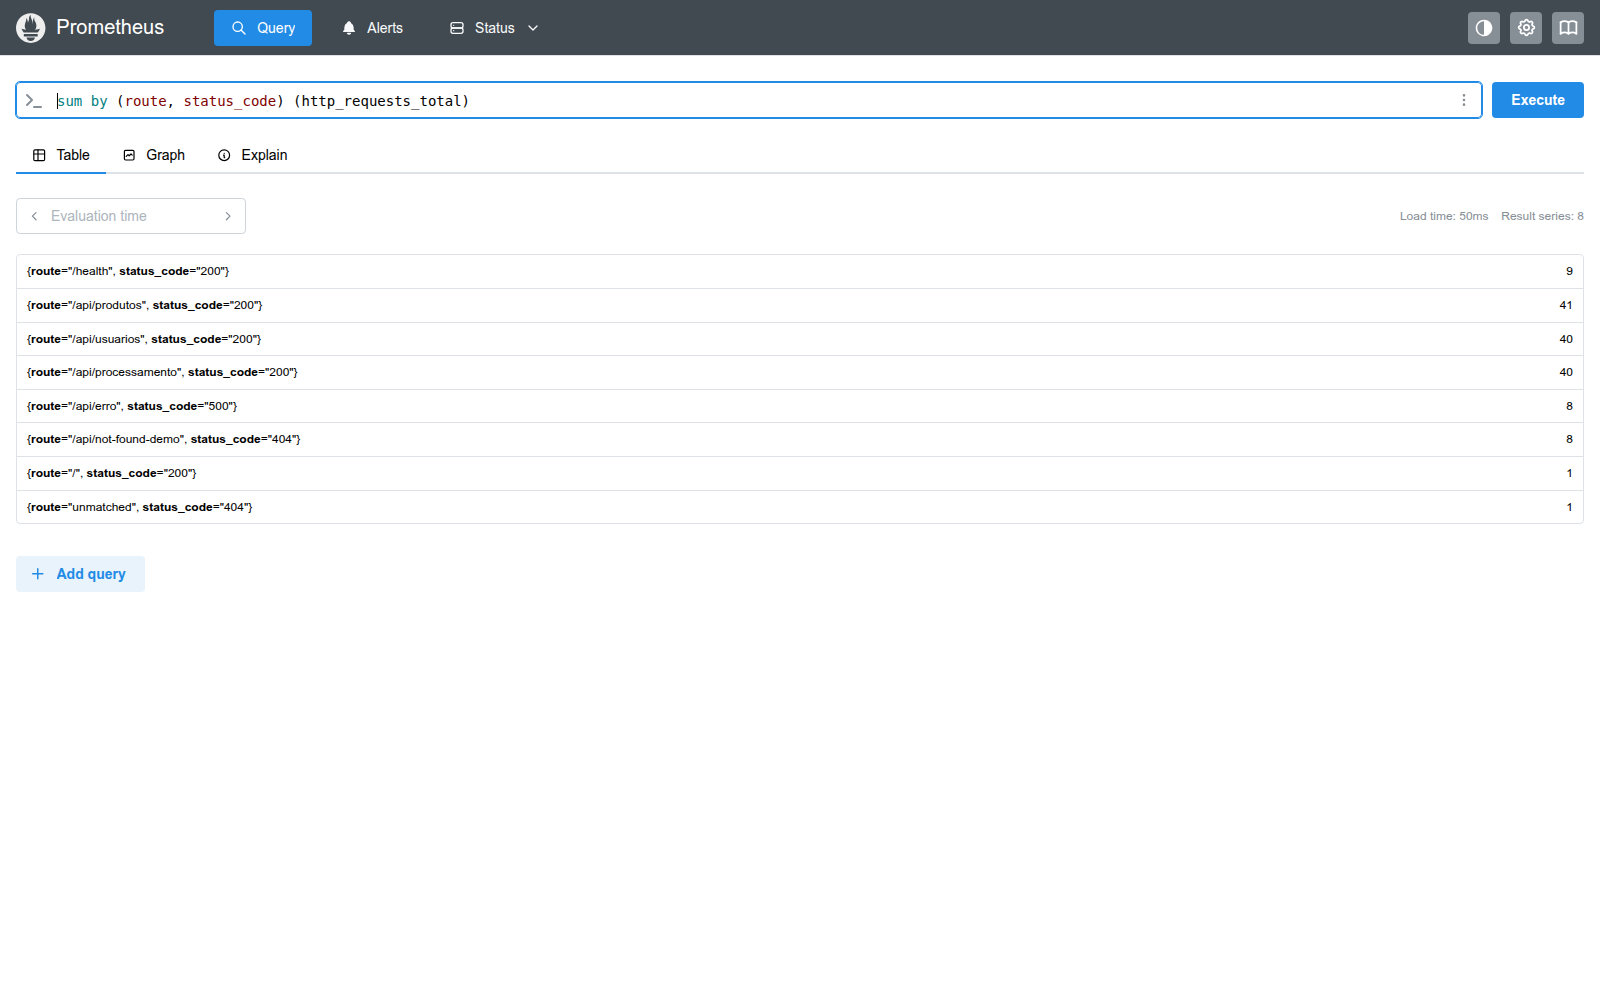 Prometheus Query Alerts Status
sum by (route, status_code) (http_requests_total) Execute
Table Graph Explain
Evaluation time Load time: 50ms Result series: 8
{route="/health", status_code="200"} 9
{route="/api/produtos", status_code="200"} 41
{route="/api/usuarios", status_code="200"} 40
{route="/api/processamento", status_code="200"} 40
{route="/api/erro", status_code="500"} 8
{route="/api/not-found-demo", status_code="404"} 8
{route="/", status_code="200"} 1
{route="unmatched", status_code="404"} 1
Add query